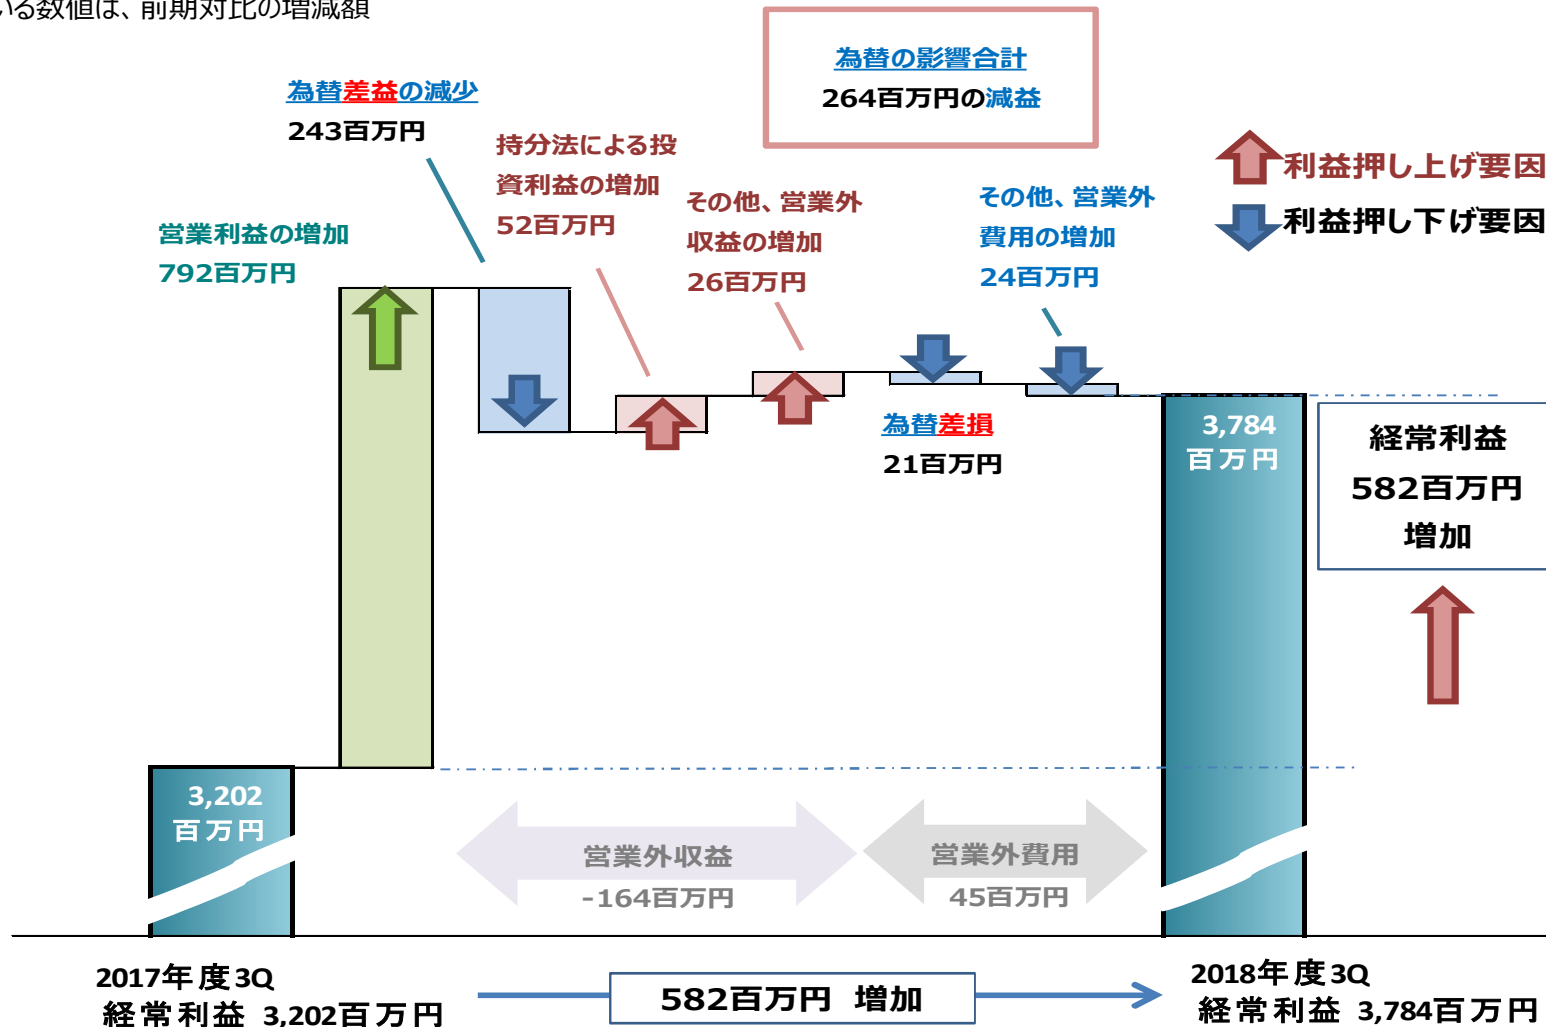 いる数値は、前期対比の増減額
為替の影響合計
264百万円の減益
為替差益の減少
243百万円
持分法による投
資利益の増加
52百万円
その他、営業外
収益の増加
26百万円
その他、営業外
費用の増加
24百万円
利益押し上げ要因
利益押し下げ要因
営業利益の増加
792百万円
為替差損
21百万円
3,784
百万円
経常利益
582百万円
増加
3,202
百万円
営業外収益
-164百万円
営業外費用
45百万円
2017年度3Q
経常利益 3,202百万円
582百万円 増加
2018年度3Q
経常利益 3,784百万円